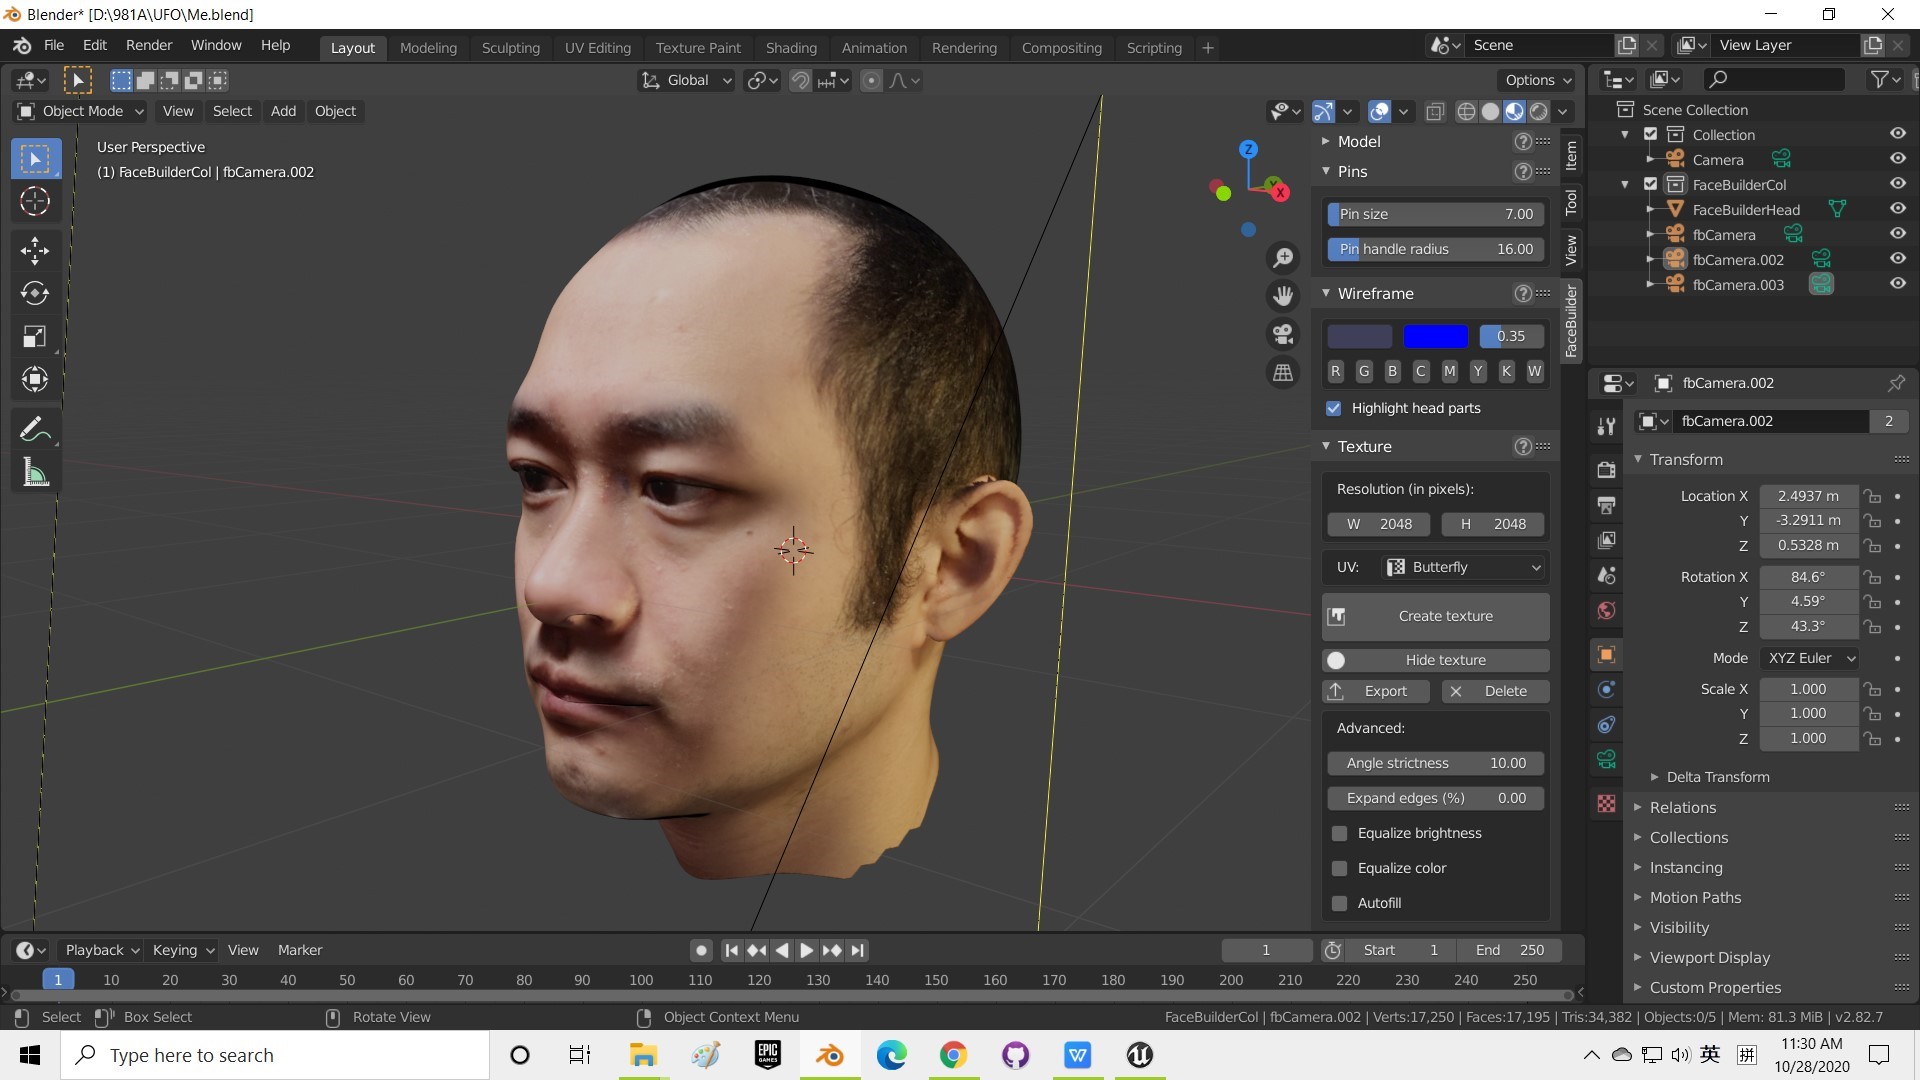 Blender* [D:\981A\UFO\Me.blend]
File Edit Render Window Help Layout Modeling Sculpting UV Editing Texture Paint Shading Animation Rendering Compositing Scripting + Scene View Layer
Global Options
Object Mode View Select Add Object
User Perspective
(1) FaceBuilderCol | fbCamera.002
Z
Y
X
Model
Pins
Pin size 7.00
Pin handle radius 16.00
Wireframe
0.35
R G B C M Y K W
Highlight head parts
Texture
Resolution (in pixels):
W 2048 H 2048
UV: Butterfly
Create texture
Hide texture
Export Delete
Advanced:
Angle strictness 10.00
Expand edges (%) 0.00
Equalize brightness
Equalize color
Autofill
Item
Tool
View
FaceBuilder
Scene Collection
Collection
Camera
FaceBuilderCol
FaceBuilderHead
fbCamera
fbCamera.002
fbCamera.003
fbCamera.002
fbCamera.002 2
Transform
Location X 2.4937 m
Y -3.2911 m
Z 0.5328 m
Rotation X 84.6°
Y 4.59°
Z 43.3°
Mode XYZ Euler
Scale X 1.000
Y 1.000
Z 1.000
Delta Transform
Relations
Collections
Instancing
Motion Paths
Visibility
Viewport Display
Custom Properties
Playback Keying View Marker 1 Start 1 End 250
1 10 20 30 40 50 60 70 80 90 100 110 120 130 140 150 160 170 180 190 200 210 220 230 240 250
Select Box Select Rotate View Object Context Menu FaceBuilderCol | fbCamera.002 | Verts:17,250 | Faces:17,195 | Tris:34,382 | Objects:0/5 | Mem: 81.3 MiB | v2.82.7
Type here to search
EPIC GAMES
W
英
拼
11:30 AM
10/28/2020